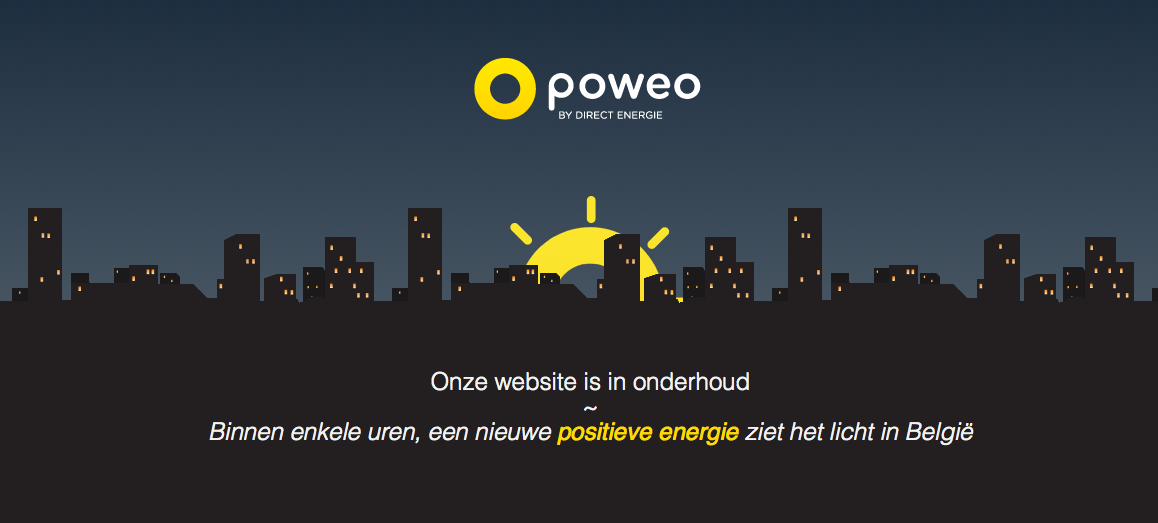 poweo
BY DIRECT ENERGIE
Onze website is in onderhoud
~
Binnen enkele uren, een nieuwe positieve energie ziet het licht in België